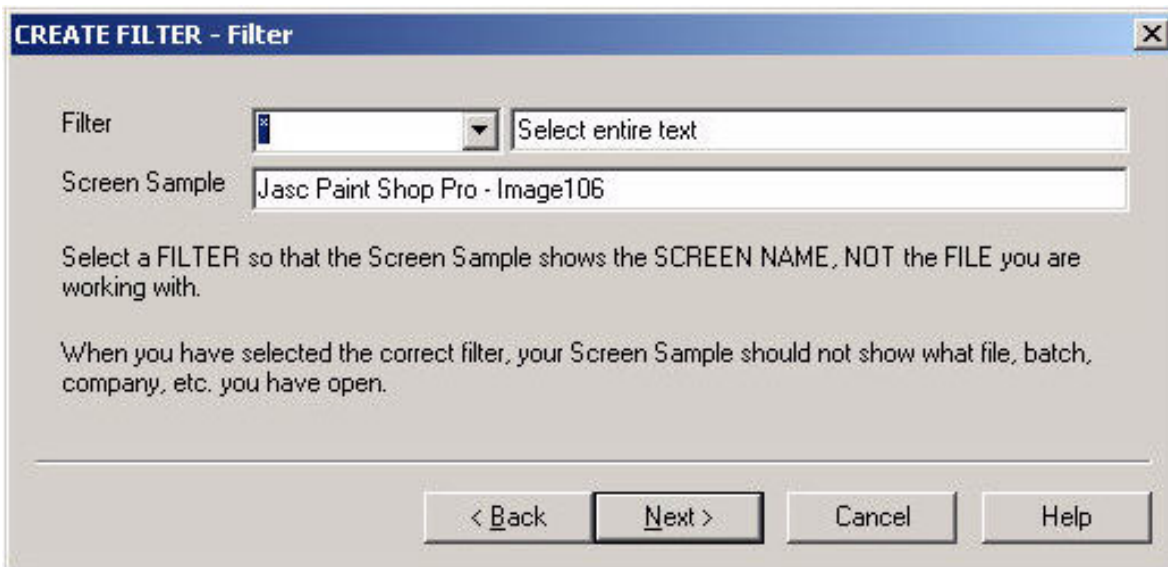 CREATE FILTER - Filter
Filter * Select entire text
Screen Sample Jasc Paint Shop Pro - Image106
Select a FILTER so that the Screen Sample shows the SCREEN NAME, NOT the FILE you are
working with.
When you have selected the correct filter, your Screen Sample should not show what file, batch,
company, etc. you have open.
< Back Next > Cancel Help